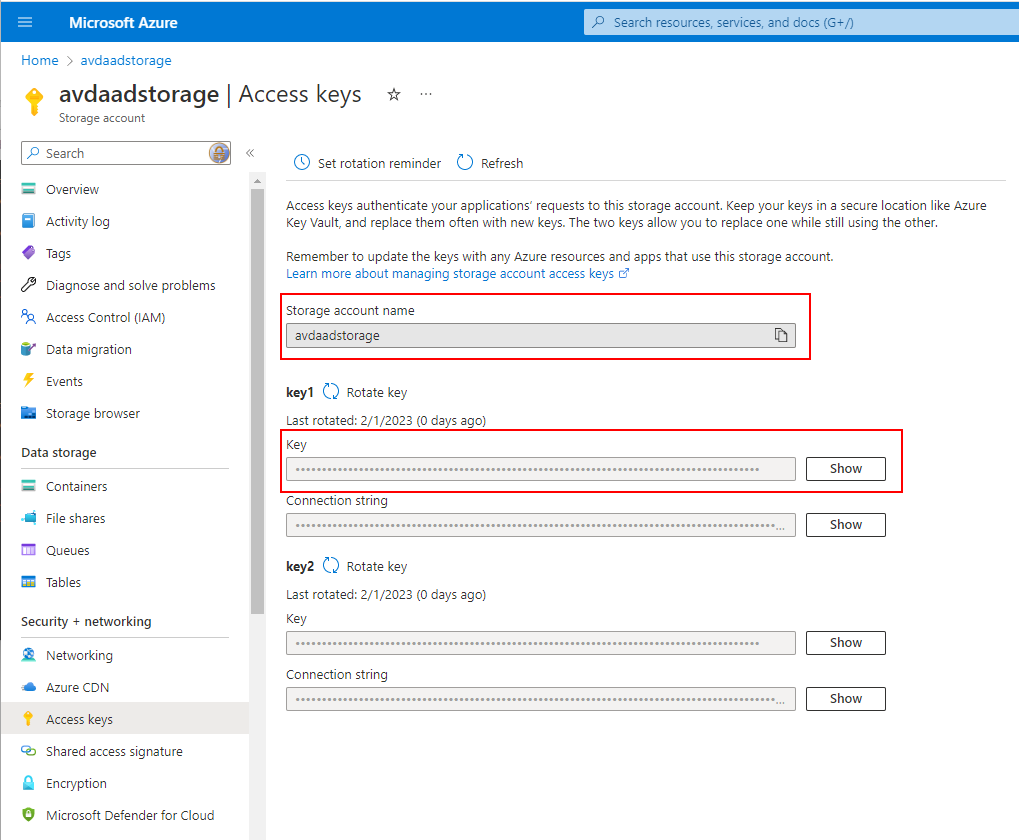 Microsoft Azure
Search resources, services, and docs (G+/)
Home > avdaadstorage
avdaadstorage | Access keys
Storage account
Search
Overview
Activity log
Tags
Diagnose and solve problems
Access Control (IAM)
Data migration
Events
Storage browser
Data storage
Containers
File shares
Queues
Tables
Security + networking
Networking
Azure CDN
Access keys
Shared access signature
Encryption
Microsoft Defender for Cloud
Set rotation reminder Refresh
Access keys authenticate your applications' requests to this storage account. Keep your keys in a secure location like Azure
Key Vault, and replace them often with new keys. The two keys allow you to replace one while still using the other.
Remember to update the keys with any Azure resources and apps that use this storage account.
Learn more about managing storage account access keys
Storage account name
avdaadstorage
key1 Rotate key
Last rotated: 2/1/2023 (0 days ago)
Key
Show
Connection string
Show
key2 Rotate key
Last rotated: 2/1/2023 (0 days ago)
Key
Show
Connection string
Show